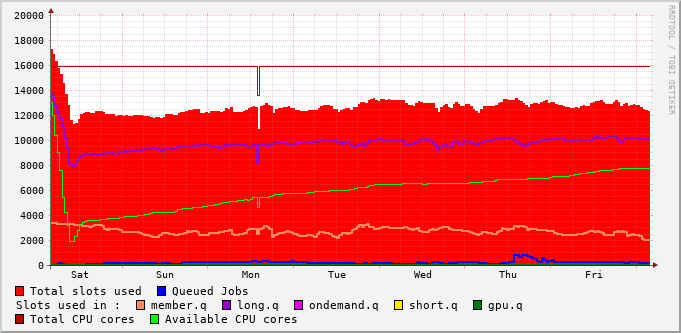 RRDTOOL / TOBI OETIKER
20000
18000
16000
14000
12000
10000
8000
6000
4000
2000
0
Sat Sun Mon Tue Wed Thu Fri
Total slots used Queued Jobs
Slots used in : member.q long.q ondemand.q short.q gpu.q
Total CPU cores Available CPU cores